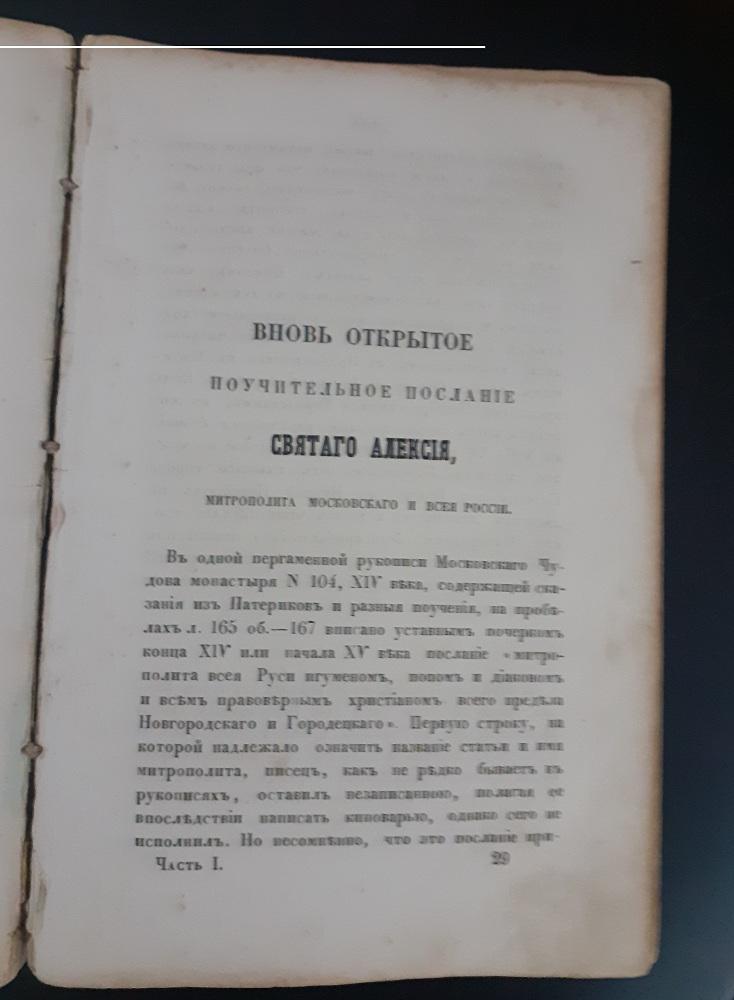 ВНОВЬ ОТКРЫТОЕ
ПОУЧИТЕЛЬНОЕ ПОСЛАНІЕ
СВЯТАГО АЛЕКСІЯ,
МИТРОПОЛИТА МОСКОВСКАГО И ВСЕЯ РОССІИ.
Въ одной пергаменной рукописи Московскаго Чу-
дова монастыря N 104, XIV вѣка, содержащей ска-
занія изъ Патериковъ и разныя поученія, на пробѣ-
лахъ л. 165 об.—167 вписано уставнымъ почеркомъ
конца XIV или начала XV вѣка посланіе «митро-
полита всея Руси игуменомъ, попомъ и діакономъ
и всѣмъ правовѣрнымъ христіаномъ всего предѣла
Новгородскаго и Городецкаго». Первую строку, на
которой надлежало означить названіе статьи и имя
митрополита, писецъ, какъ не рѣдко бываетъ въ
рукописяхъ, оставилъ незаписанною, полагая ее
впослѣдствіи написать киноварью, однако сего не
исполнилъ. Но несомнѣнно, что это посланіе при-
Часть I. 29